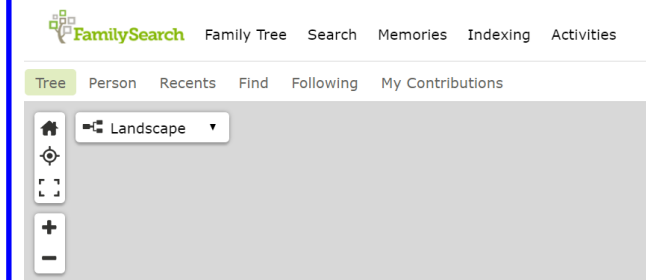 FamilySearch Family Tree Search Memories Indexing Activities
Tree Person Recents Find Following My Contributions
Landscape